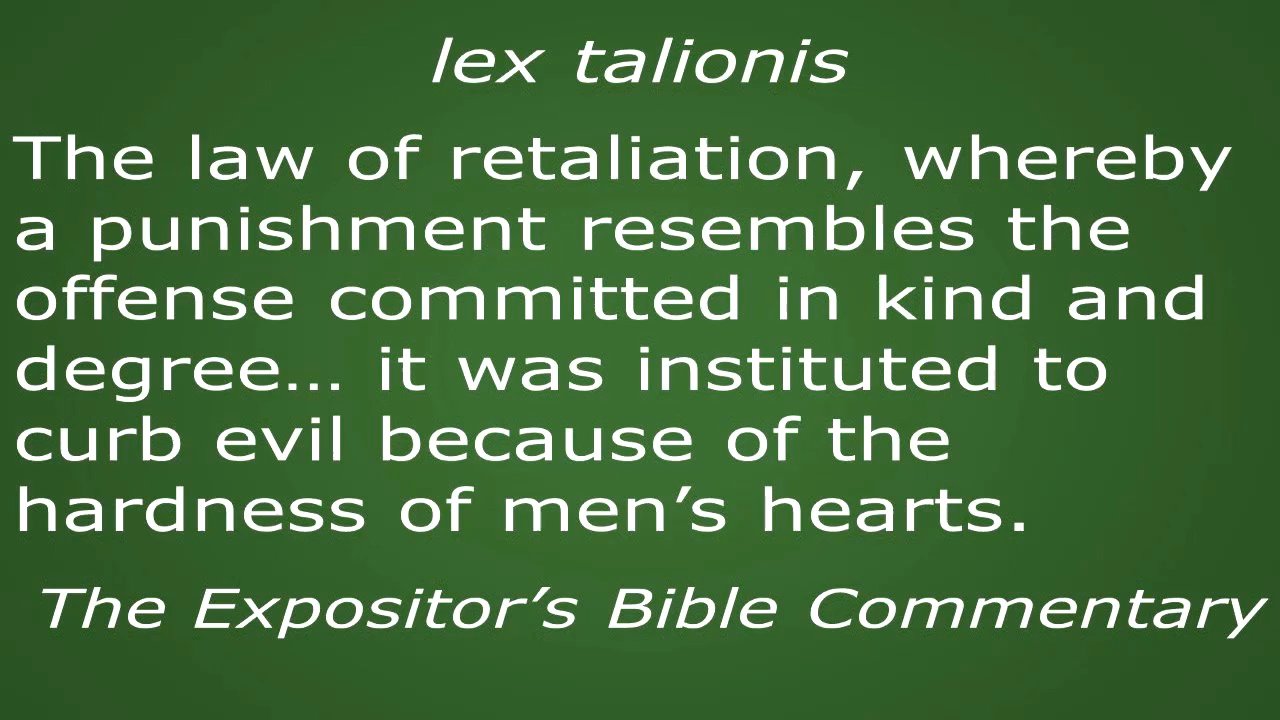 lex talionis
The law of retaliation, whereby
a punishment resembles the
offense committed in kind and
degree... it was instituted to
curb evil because of the
hardness of men’s hearts.
The Expositor’s Bible Commentary